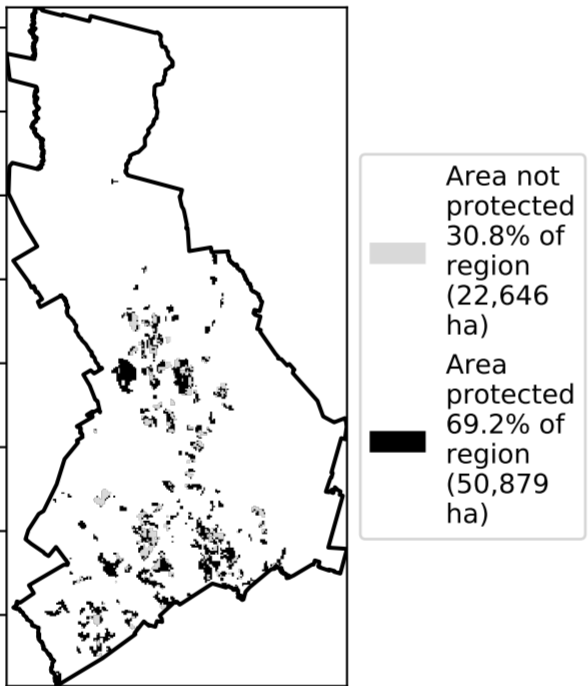 Area not
protected
30.8% of
region
(22,646
ha)
Area
protected
69.2% of
region
(50,879
ha)